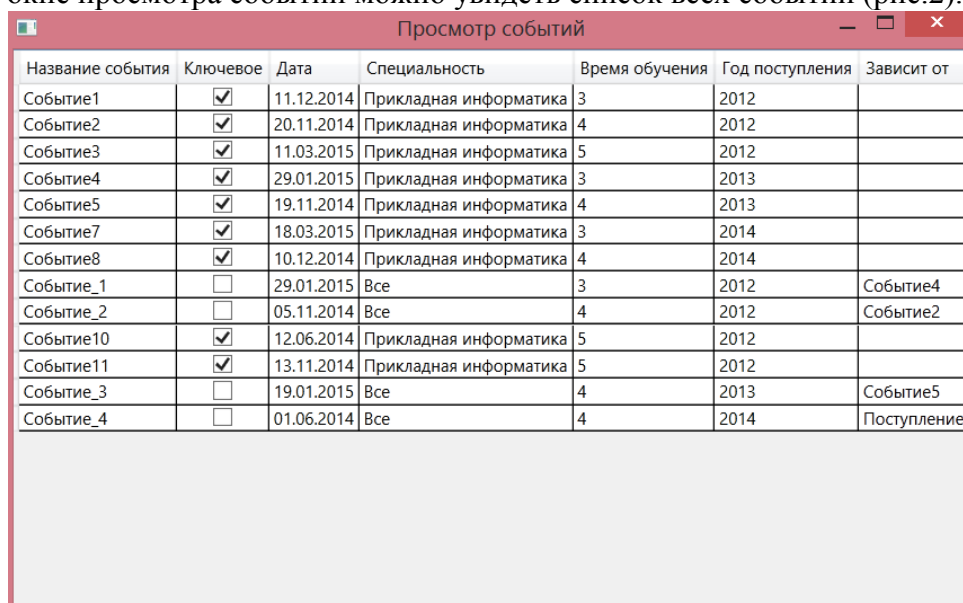 окне просмотра событий можно увидеть список всех событий (рис.2).
Просмотр событий
Название события Ключевое Дата Специальность Время обучения Год поступления Зависит от
Событие1 11.12.2014 Прикладная информатика 3 2012
Событие2 20.11.2014 Прикладная информатика 4 2012
Событие3 11.03.2015 Прикладная информатика 5 2012
Событие4 29.01.2015 Прикладная информатика 3 2013
Событие5 19.11.2014 Прикладная информатика 4 2013
Событие7 18.03.2015 Прикладная информатика 3 2014
Событие8 10.12.2014 Прикладная информатика 4 2014
Событие_1 29.01.2015 Все 3 2012 Событие4
Событие_2 05.11.2014 Все 4 2012 Событие2
Событие10 12.06.2014 Прикладная информатика 5 2012
Событие11 13.11.2014 Прикладная информатика 5 2012
Событие_3 19.01.2015 Все 4 2013 Событие5
Событие_4 01.06.2014 Все 4 2014 Поступление